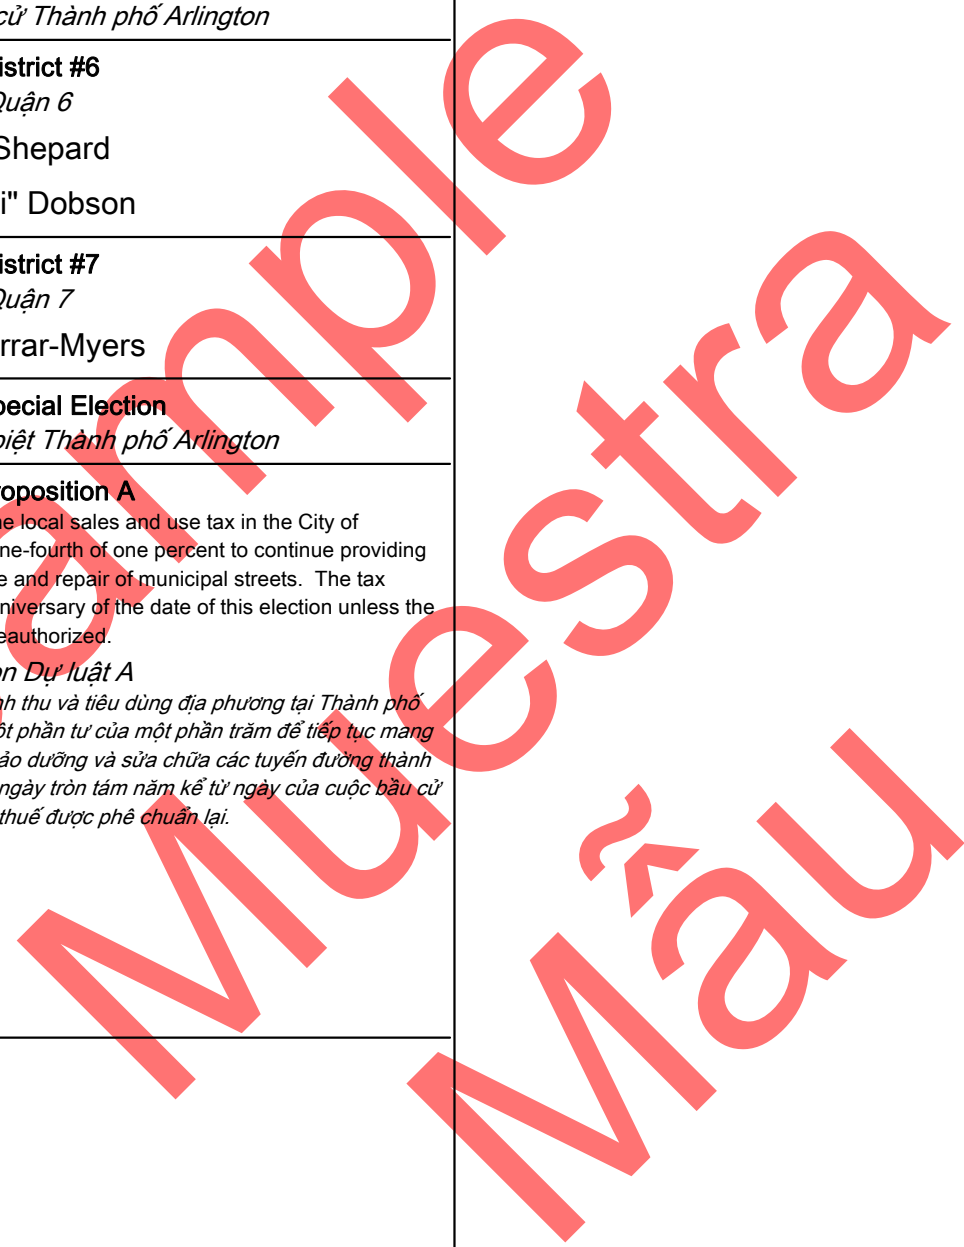 cử Thành phố Arlington
istrict #6
Quận 6
Shepard
i" Dobson
istrict #7
Quận 7
rrar-Myers
pecial Election
biệt Thành phố Arlington
roposition A
he local sales and use tax in the City of
ne-fourth of one percent to continue providing
e and repair of municipal streets. The tax
niversary of the date of this election unless the
eauthorized.
ọn Dự luật A
nh thu và tiêu dùng địa phương tại Thành phố
ột phần tư của một phần trăm để tiếp tục mang
ảo dưỡng và sửa chữa các tuyến đường thành
ngày tròn tám năm kể từ ngày của cuộc bầu cử
thuế được phê chuẩn lại.
ample
Muestra
Mẫu